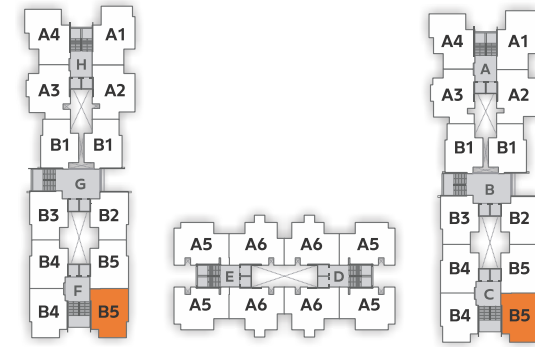 A4 A1
H
A3 A2
B1 B1
G
B3 B2
B4 B5
F
B4 B5
A5 A6 A6 A5
E D
A5 A6 A6 A5
A4 A1
A
A3 A2
B1 B1
B
B3 B2
B4 B5
C
B4 B5